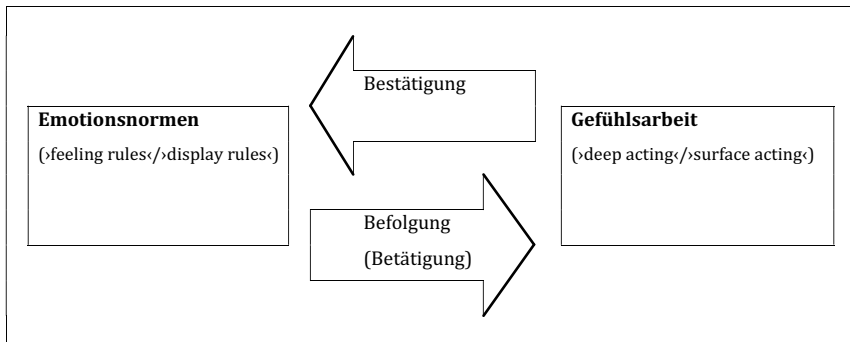 Bestätigung
Emotionsnormen
(›feeling rules‹/›display rules‹)
Gefühlsarbeit
(›deep acting‹/›surface acting‹)
Befolgung
(Betätigung)